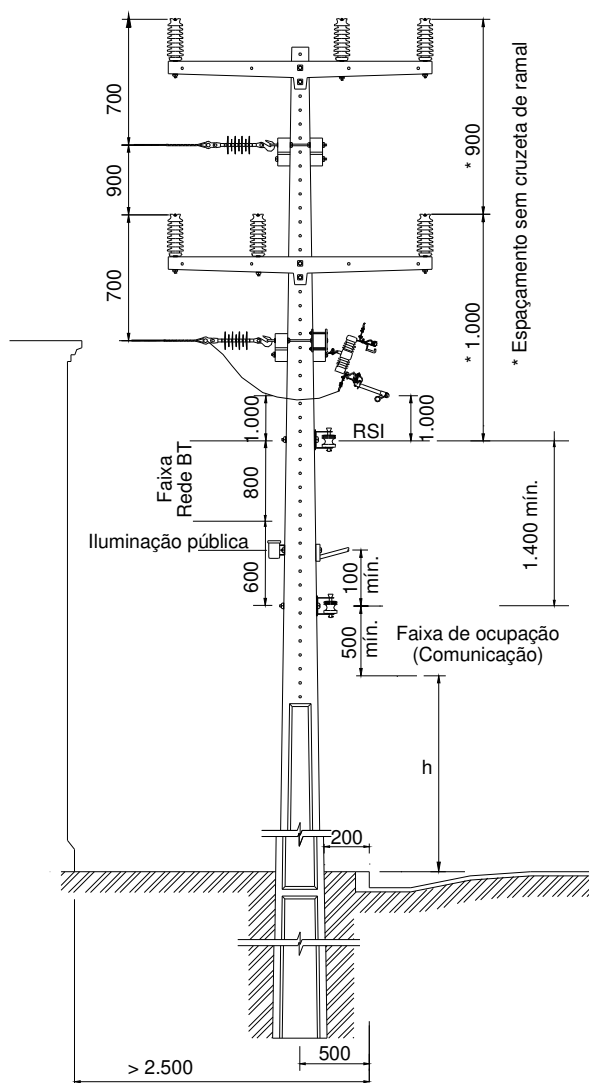 700
900
700
* 900
* 1.000
* Espaçamento sem cruzeta de ramal
1.000
RSI
1.000
Faixa
Rede BT
800
Iluminação pública
600
100
mín.
1.400 mín.
500
mín.
Faixa de ocupação
(Comunicação)
h
200
500
> 2.500